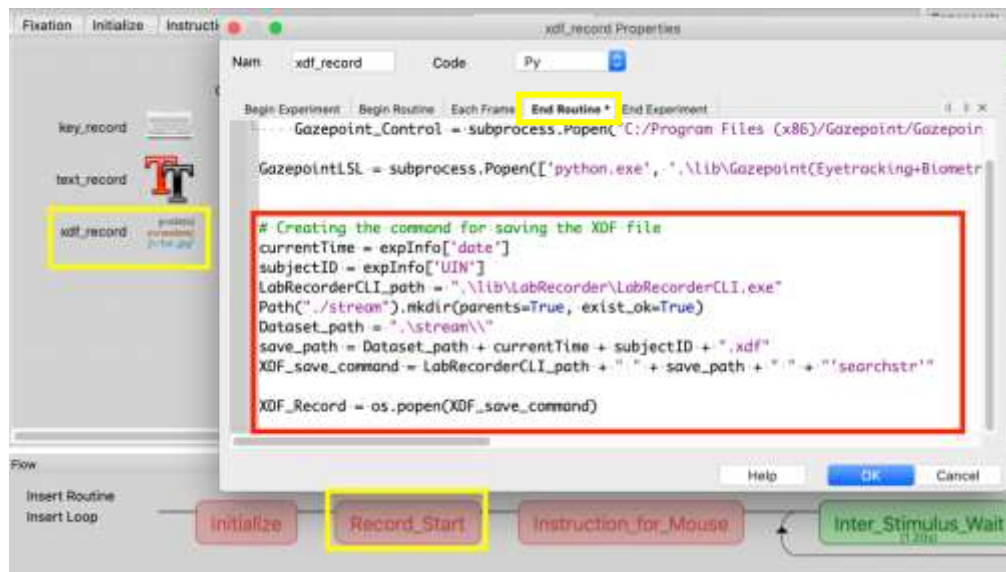 Fixation Initialize Instructi
xdf_record Properties
Nam xdf_record Code Py
Begin Experiment Begin Routine Each Frame End Routine * End Experiment
key_record
text_record
xdf_record
Gazepoint_Control = subprocess.Popen("C:/Program Files (x86)/Gazepoint/Gazepoin
GazepointLSL = subprocess.Popen(['python.exe', '.\lib\Gazepoint(Eyetracking+Biometr
# Creating the command for saving the XDF file
currentTime = expInfo['date']
subjectID = expInfo['UIN']
LabRecorderCLI_path = ".\lib\LabRecorder\LabRecorderCLI.exe"
Path("./stream").mkdir(parents=True, exist_ok=True)
Dataset_path = ".\stream\\"
save_path = Dataset_path + currentTime + subjectID + ".xdf"
XDF_save_command = LabRecorderCLI_path + " " + save_path + " " + "'searchstr'"
XDF_Record = os.popen(XDF_save_command)
Help OK Cancel
Flow
Insert Routine
Insert Loop
Initialize Record_Start Instruction_for_Mouse Inter_Stimulus_Wait